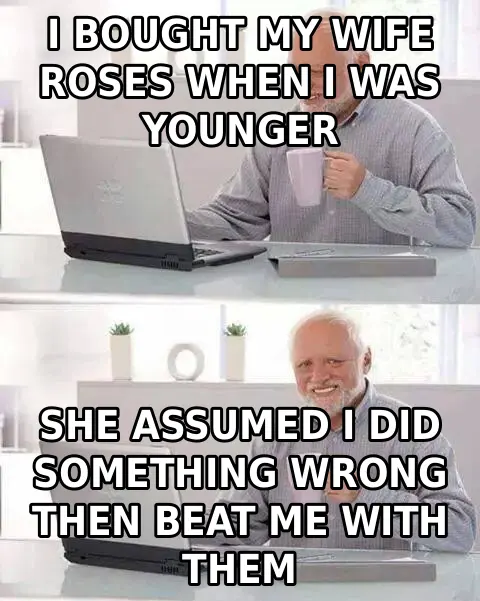 I BOUGHT MY WIFE
ROSES WHEN I WAS
YOUNGER
SHE ASSUMED I DID
SOMETHING WRONG
THEN BEAT ME WITH
THEM